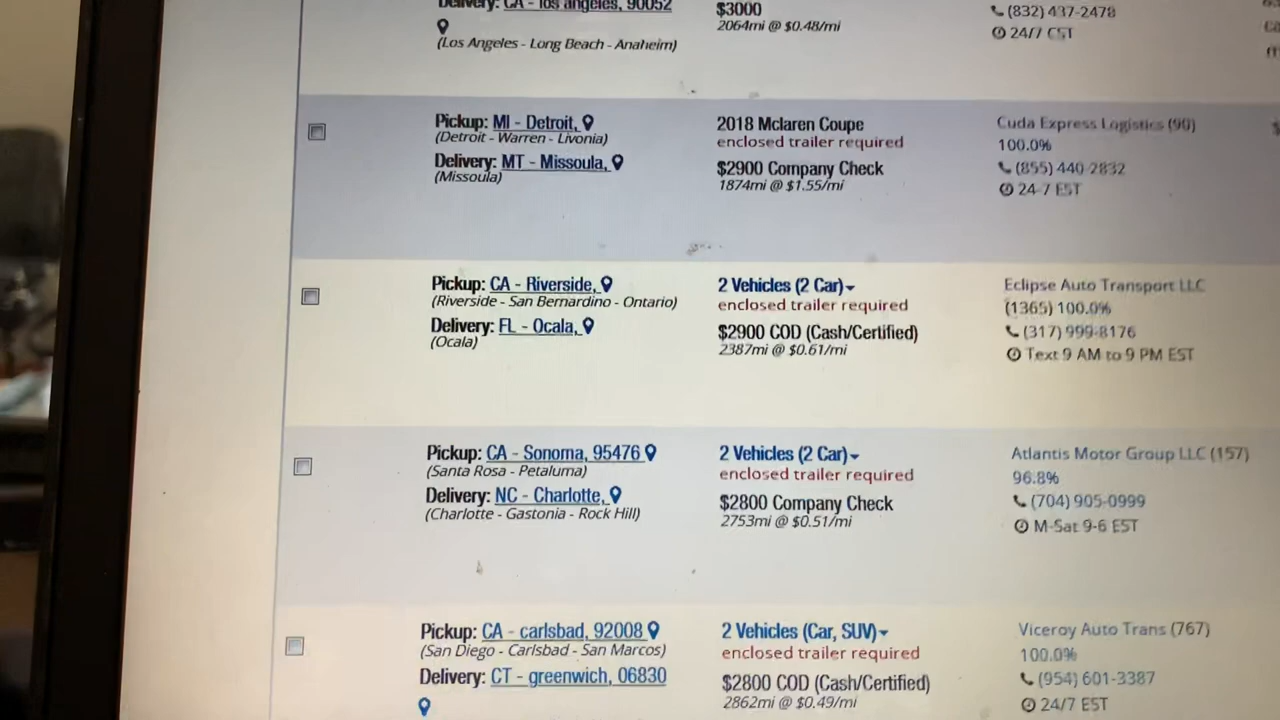 Delivery: CA - los angeles, 90052
(Los Angeles - Long Beach - Anaheim)
$3000
2064mi @ $0.48/mi
(832) 437-2478
24/7 CST
Pickup: MI - Detroit,
(Detroit - Warren - Livonia)
Delivery: MT - Missoula,
(Missoula)
2018 Mclaren Coupe
enclosed trailer required
$2900 Company Check
1874mi @ $1.55/mi
Cuda Express Logistics (90)
100.0%
(855) 440-2832
24-7 EST
Pickup: CA - Riverside,
(Riverside - San Bernardino - Ontario)
Delivery: FL - Ocala,
(Ocala)
2 Vehicles (2 Car)
enclosed trailer required
$2900 COD (Cash/Certified)
2387mi @ $0.61/mi
Eclipse Auto Transport LLC
(1365) 100.0%
(317) 999-8176
Text 9 AM to 9 PM EST
Pickup: CA - Sonoma, 95476
(Santa Rosa - Petaluma)
Delivery: NC - Charlotte,
(Charlotte - Gastonia - Rock Hill)
2 Vehicles (2 Car)
enclosed trailer required
$2800 Company Check
2753mi @ $0.51/mi
Atlantis Motor Group LLC (157)
96.8%
(704) 905-0999
M-Sat 9-6 EST
Pickup: CA - carlsbad, 92008
(San Diego - Carlsbad - San Marcos)
Delivery: CT - greenwich, 06830
2 Vehicles (Car, SUV)
enclosed trailer required
$2800 COD (Cash/Certified)
2862mi @ $0.49/mi
Viceroy Auto Trans (767)
100.0%
(954) 601-3387
24/7 EST